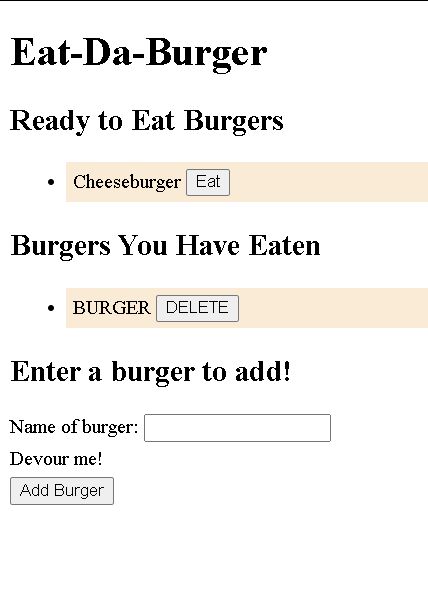 Eat-Da-Burger
Ready to Eat Burgers
Cheeseburger Eat
Burgers You Have Eaten
BURGER DELETE
Enter a burger to add!
Name of burger:
Devour me!
Add Burger